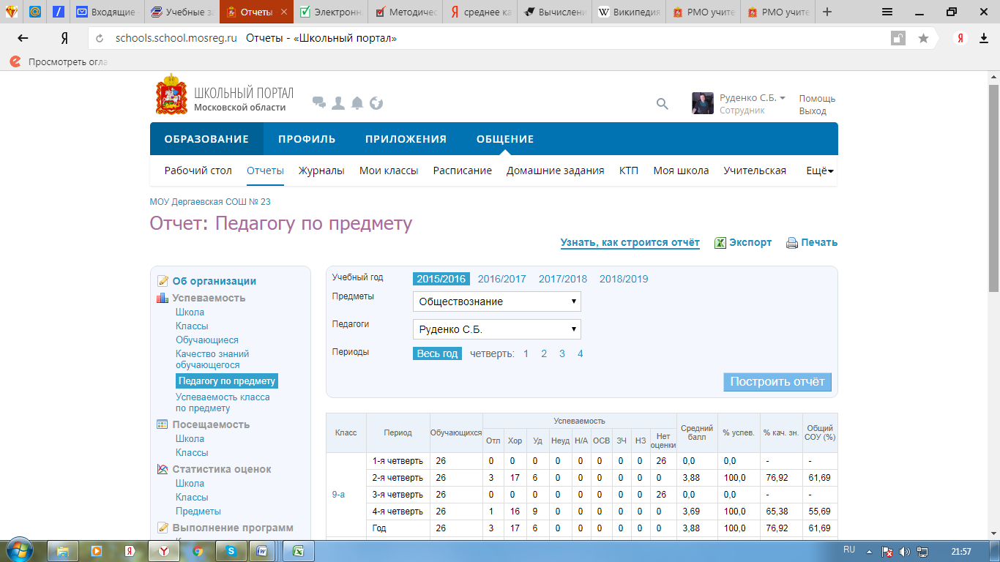 Входящие
Учебные за
Отчеты
Электронн
Методичес
среднее ка
Вычислени
Википедия
РМО учите
РМО учите
schools.school.mosreg.ru Отчеты - «Школьный портал»
Просмотреть огла
ШКОЛЬНЫЙ ПОРТАЛ
Московской области
Руденко С.Б.
Сотрудник
Помощь
Выход
ОБРАЗОВАНИЕ ПРОФИЛЬ ПРИЛОЖЕНИЯ ОБЩЕНИЕ
Рабочий стол Отчеты Журналы Мои классы Расписание Домашние задания КТП Моя школа Учительская Ещё
МОУ Дергаевская СОШ № 23
Отчет: Педагогу по предмету
Узнать, как строится отчёт Экспорт Печать
Об организации
Успеваемость
Школа
Классы
Обучающиеся
Качество знаний
обучающегося
Педагогу по предмету
Успеваемость класса
по предмету
Посещаемость
Школа
Классы
Статистика оценок
Школа
Классы
Предметы
Выполнение программ
Учебный год 2015/2016 2016/2017 2017/2018 2018/2019
Предметы Обществознание
Педагоги Руденко С.Б.
Периоды Весь год четверть: 1 2 3 4
Построить отчёт
Класс Период Обучающихся Успеваемость Средний балл % успев. % кач. зн. Общий СОУ (%)
Отл Хор Уд Неуд Н/А ОСВ ЗЧ НЗ Нет оценки
9-а
1-я четверть 26 0 0 0 0 0 0 0 0 26 0,0 0,0 - -
2-я четверть 26 3 17 6 0 0 0 0 0 0 3,88 100,0 76,92 61,69
3-я четверть 26 0 0 0 0 0 0 0 0 26 0,0 0,0 - -
4-я четверть 26 1 16 9 0 0 0 0 0 0 3,69 100,0 65,38 55,69
Год 26 3 17 6 0 0 0 0 0 0 3,88 100,0 76,92 61,69
RU 21:57